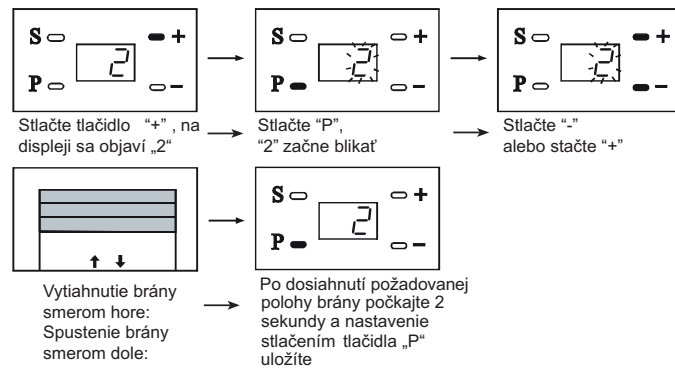 S + 2 P −
S + 2 P −
S + 2 P −
Stlačte tlačidlo “+” , na
displeji sa objaví „2“
Stlačte “P”,
“2” začne blikať
Stlačte “-”
alebo stačte “+”
S + 2 P −
Vytiahnutie brány
smerom hore:
Spustenie brány
smerom dole:
Po dosiahnutí požadovanej
polohy brány počkajte 2
sekundy a nastavenie
stlačením tlačidla „P“
uložíte